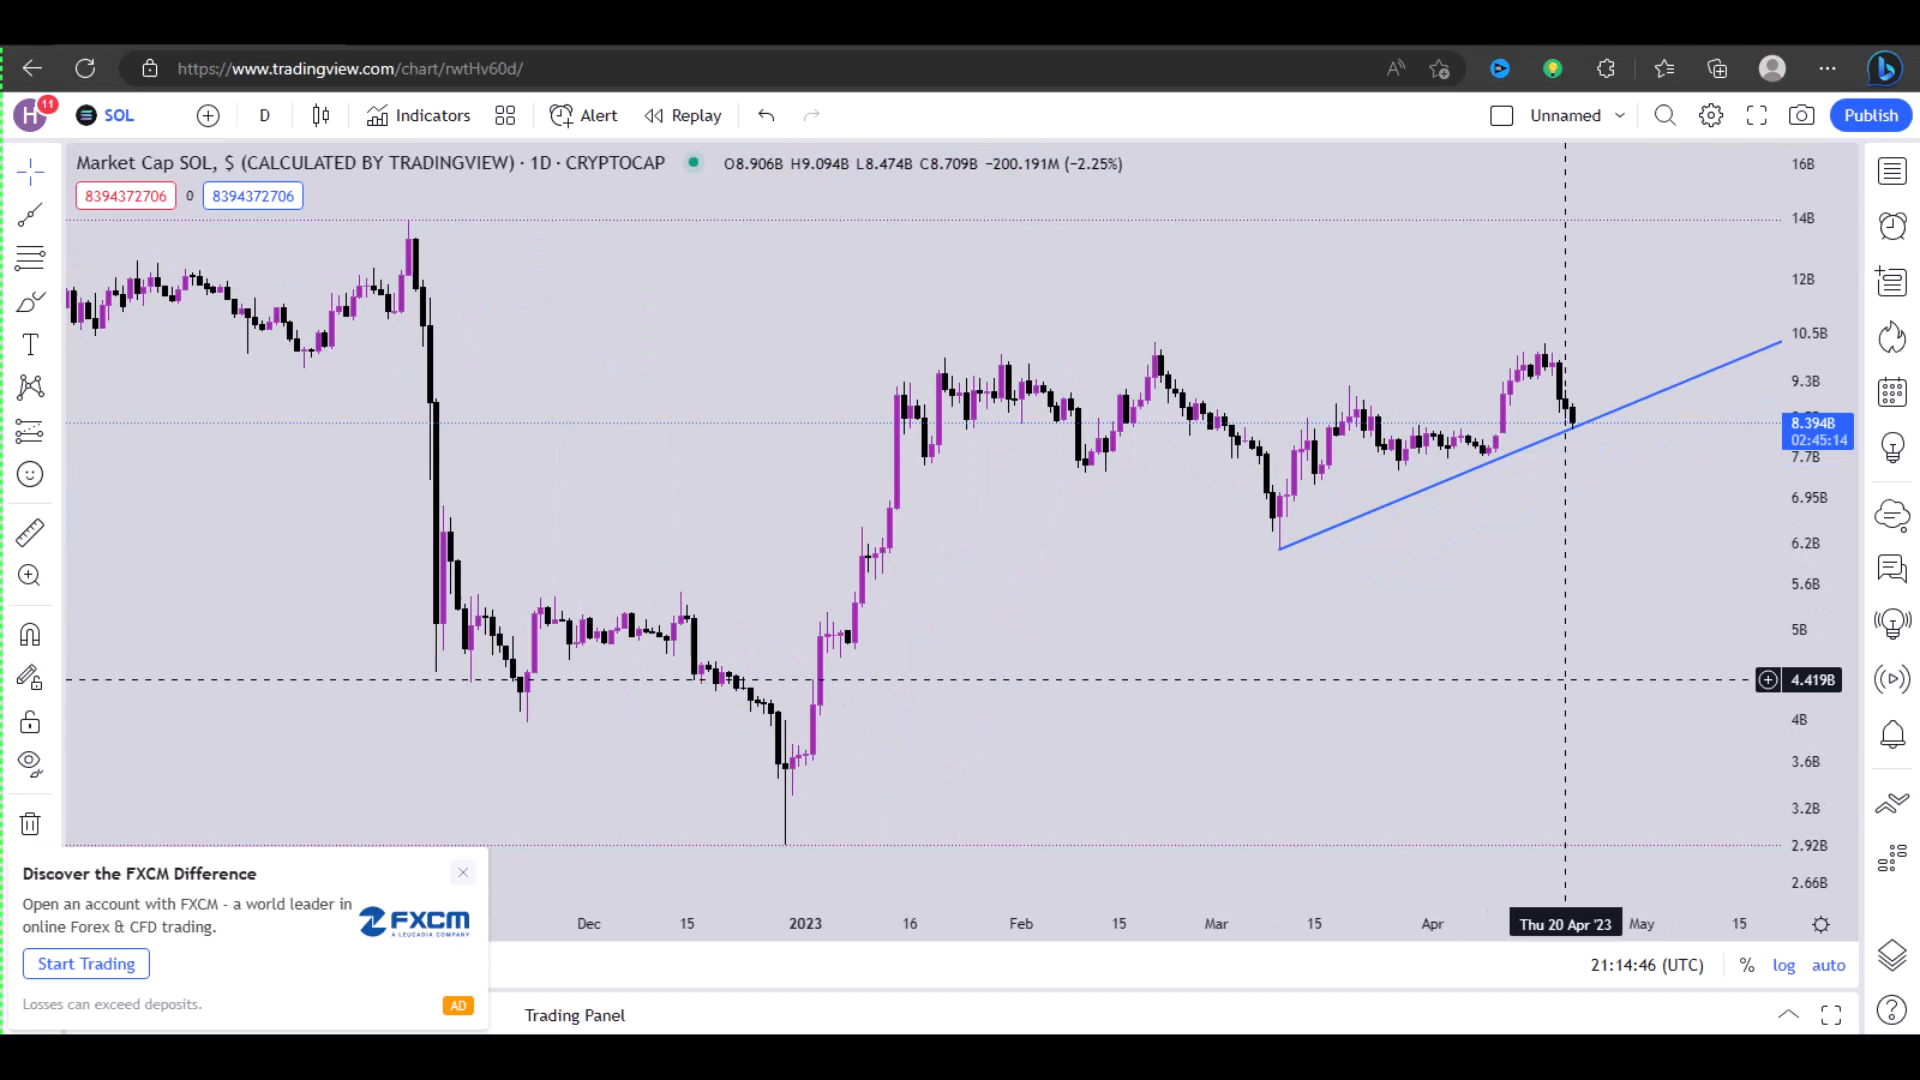 https://www.tradingview.com/chart/rwtHv60d/
H 11 SOL D Indicators Alert Replay Unnamed Publish
Market Cap SOL, $ (CALCULATED BY TRADINGVIEW) · 1D · CRYPTOCAP O8.906B H9.094B L8.474B C8.709B −200.191M (−2.25%)
8394372706 0 8394372706
16B
14B
12B
10.5B
9.3B
8.394B
02:45:14
7.7B
6.95B
6.2B
5.6B
5B
4.419B
4B
3.6B
3.2B
2.92B
2.66B
Dec 15 2023 16 Feb 15 Mar 15 Apr Thu 20 Apr '23 May 15
Discover the FXCM Difference
Open an account with FXCM - a world leader in
online Forex & CFD trading.
FXCM
A LEUCADIA COMPANY
Start Trading
Losses can exceed deposits.
AD
21:14:46 (UTC) % log auto
Trading Panel